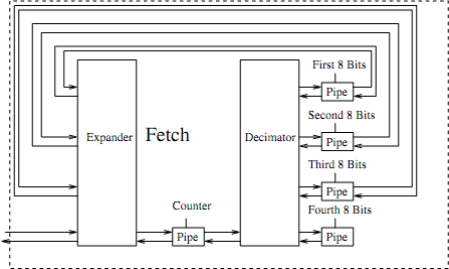 First 8 Bits
Pipe
Second 8 Bits
Expander
Fetch
Decimator
Pipe
Third 8 Bits
Pipe
Counter
Fourth 8 Bits
Pipe
Pipe